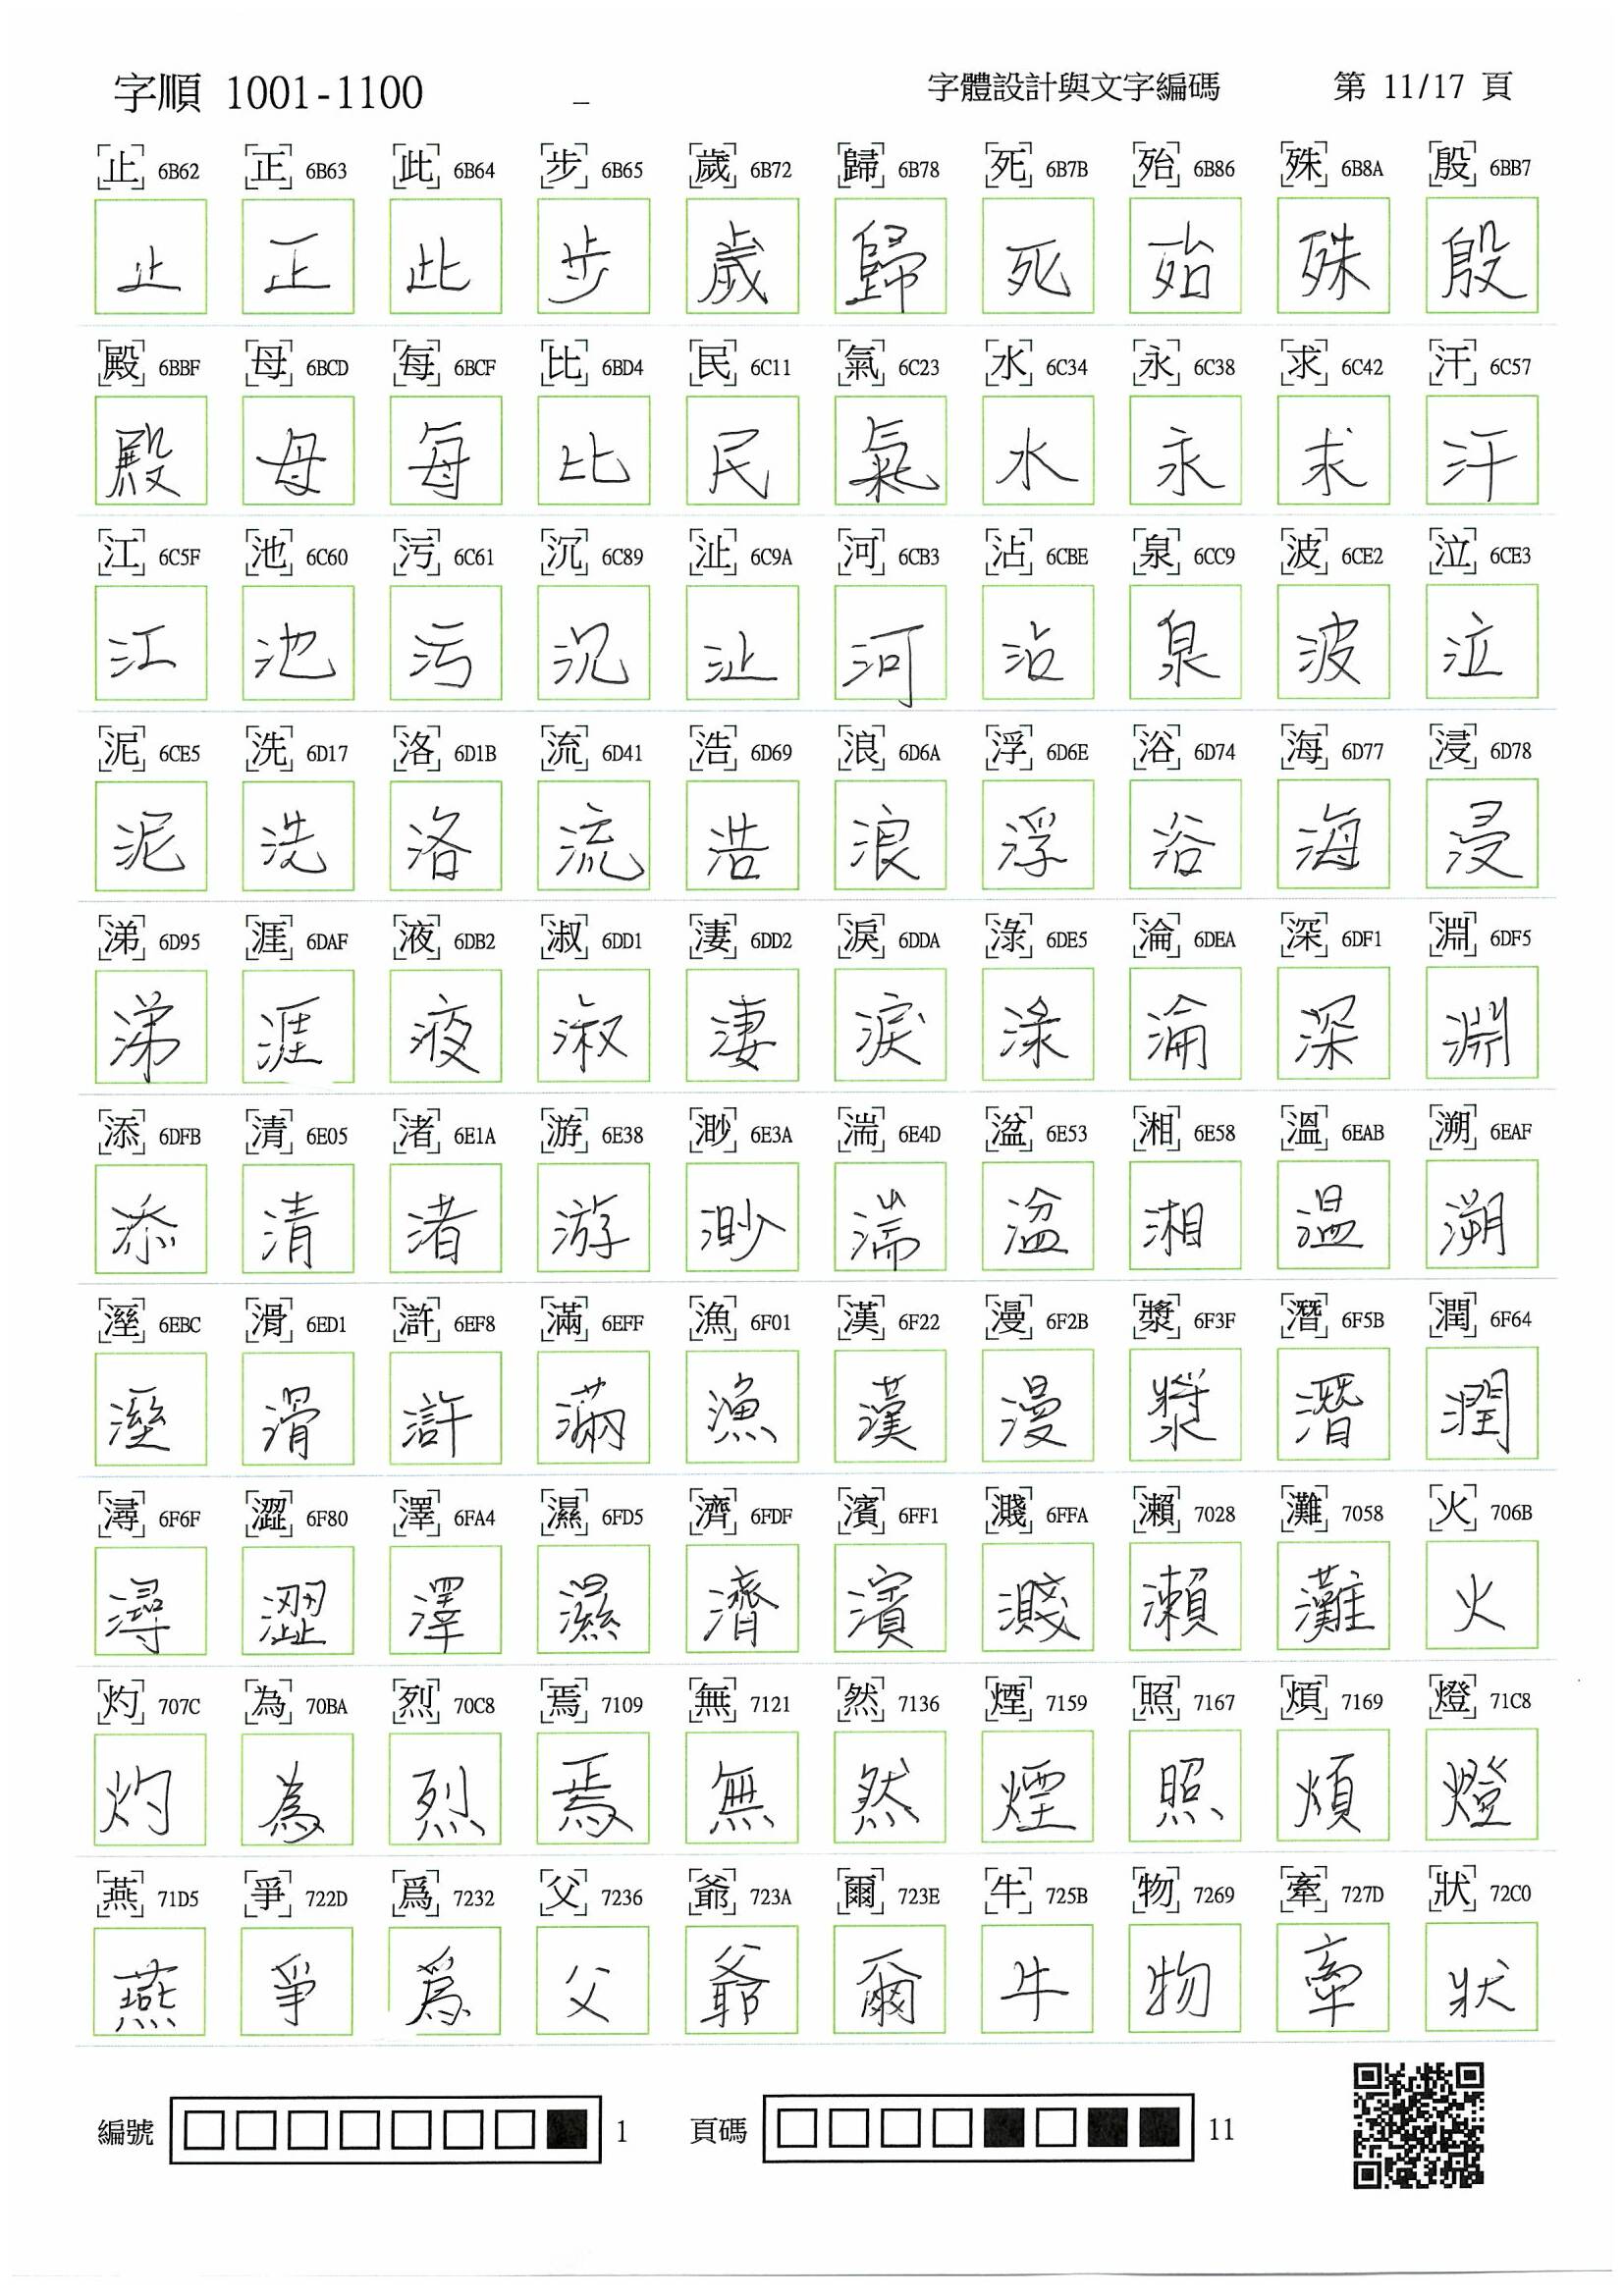 字順 1001-1100 _ 字體設計與文字編碼 第 11/17 頁
止 6B62 正 6B63 此 6B64 步 6B65 歲 6B72 歸 6B78 死 6B7B 殆 6B86 殊 6B8A 殷 6BB7
止 正 此 步 歲 歸 死 殆 殊 殷
殿 6BBF 母 6BCD 每 6BCF 比 6BD4 民 6C11 氣 6C23 水 6C34 永 6C38 求 6C42 汗 6C57
殿 母 每 比 民 氣 水 永 求 汗
江 6C5F 池 6C60 污 6C61 沉 6C89 沚 6C9A 河 6CB3 沾 6CBE 泉 6CC9 波 6CE2 泣 6CE3
江 池 污 沉 沚 河 沾 泉 波 泣
泥 6CE5 洗 6D17 洛 6D1B 流 6D41 浩 6D69 浪 6D6A 浮 6D6E 浴 6D74 海 6D77 浸 6D78
泥 洗 洛 流 浩 浪 浮 浴 海 浸
涕 6D95 涯 6DAF 液 6DB2 淑 6DD1 淒 6DD2 淚 6DDA 淥 6DE5 淪 6DEA 深 6DF1 淵 6DF5
涕 涯 液 淑 淒 淚 淥 淪 深 淵
添 6DFB 清 6E05 渚 6E1A 游 6E38 渺 6E3A 湍 6E4D 湓 6E53 湘 6E58 溫 6EAB 溯 6EAF
添 清 渚 游 渺 湍 湓 湘 溫 溯
溼 6EBC 滑 6ED1 滸 6EF8 滿 6EFF 漁 6F01 漢 6F22 漫 6F2B 漿 6F3F 潛 6F5B 潤 6F64
溼 滑 滸 滿 漁 漢 漫 漿 潛 潤
潯 6F6F 澀 6F80 澤 6FA4 濕 6FD5 濟 6FDF 濱 6FF1 濺 6FFA 瀨 7028 灘 7058 火 706B
潯 澀 澤 濕 濟 濱 濺 瀨 灘 火
灼 707C 為 70BA 烈 70C8 焉 7109 無 7121 然 7136 煙 7159 照 7167 煩 7169 燈 71C8
灼 為 烈 焉 無 然 煙 照 煩 燈
燕 71D5 爭 722D 爲 7232 父 7236 爺 723A 爾 723E 牛 725B 物 7269 牽 727D 狀 72C0
燕 爭 爲 父 爺 爾 牛 物 牽 狀
編號 1 頁碼 11